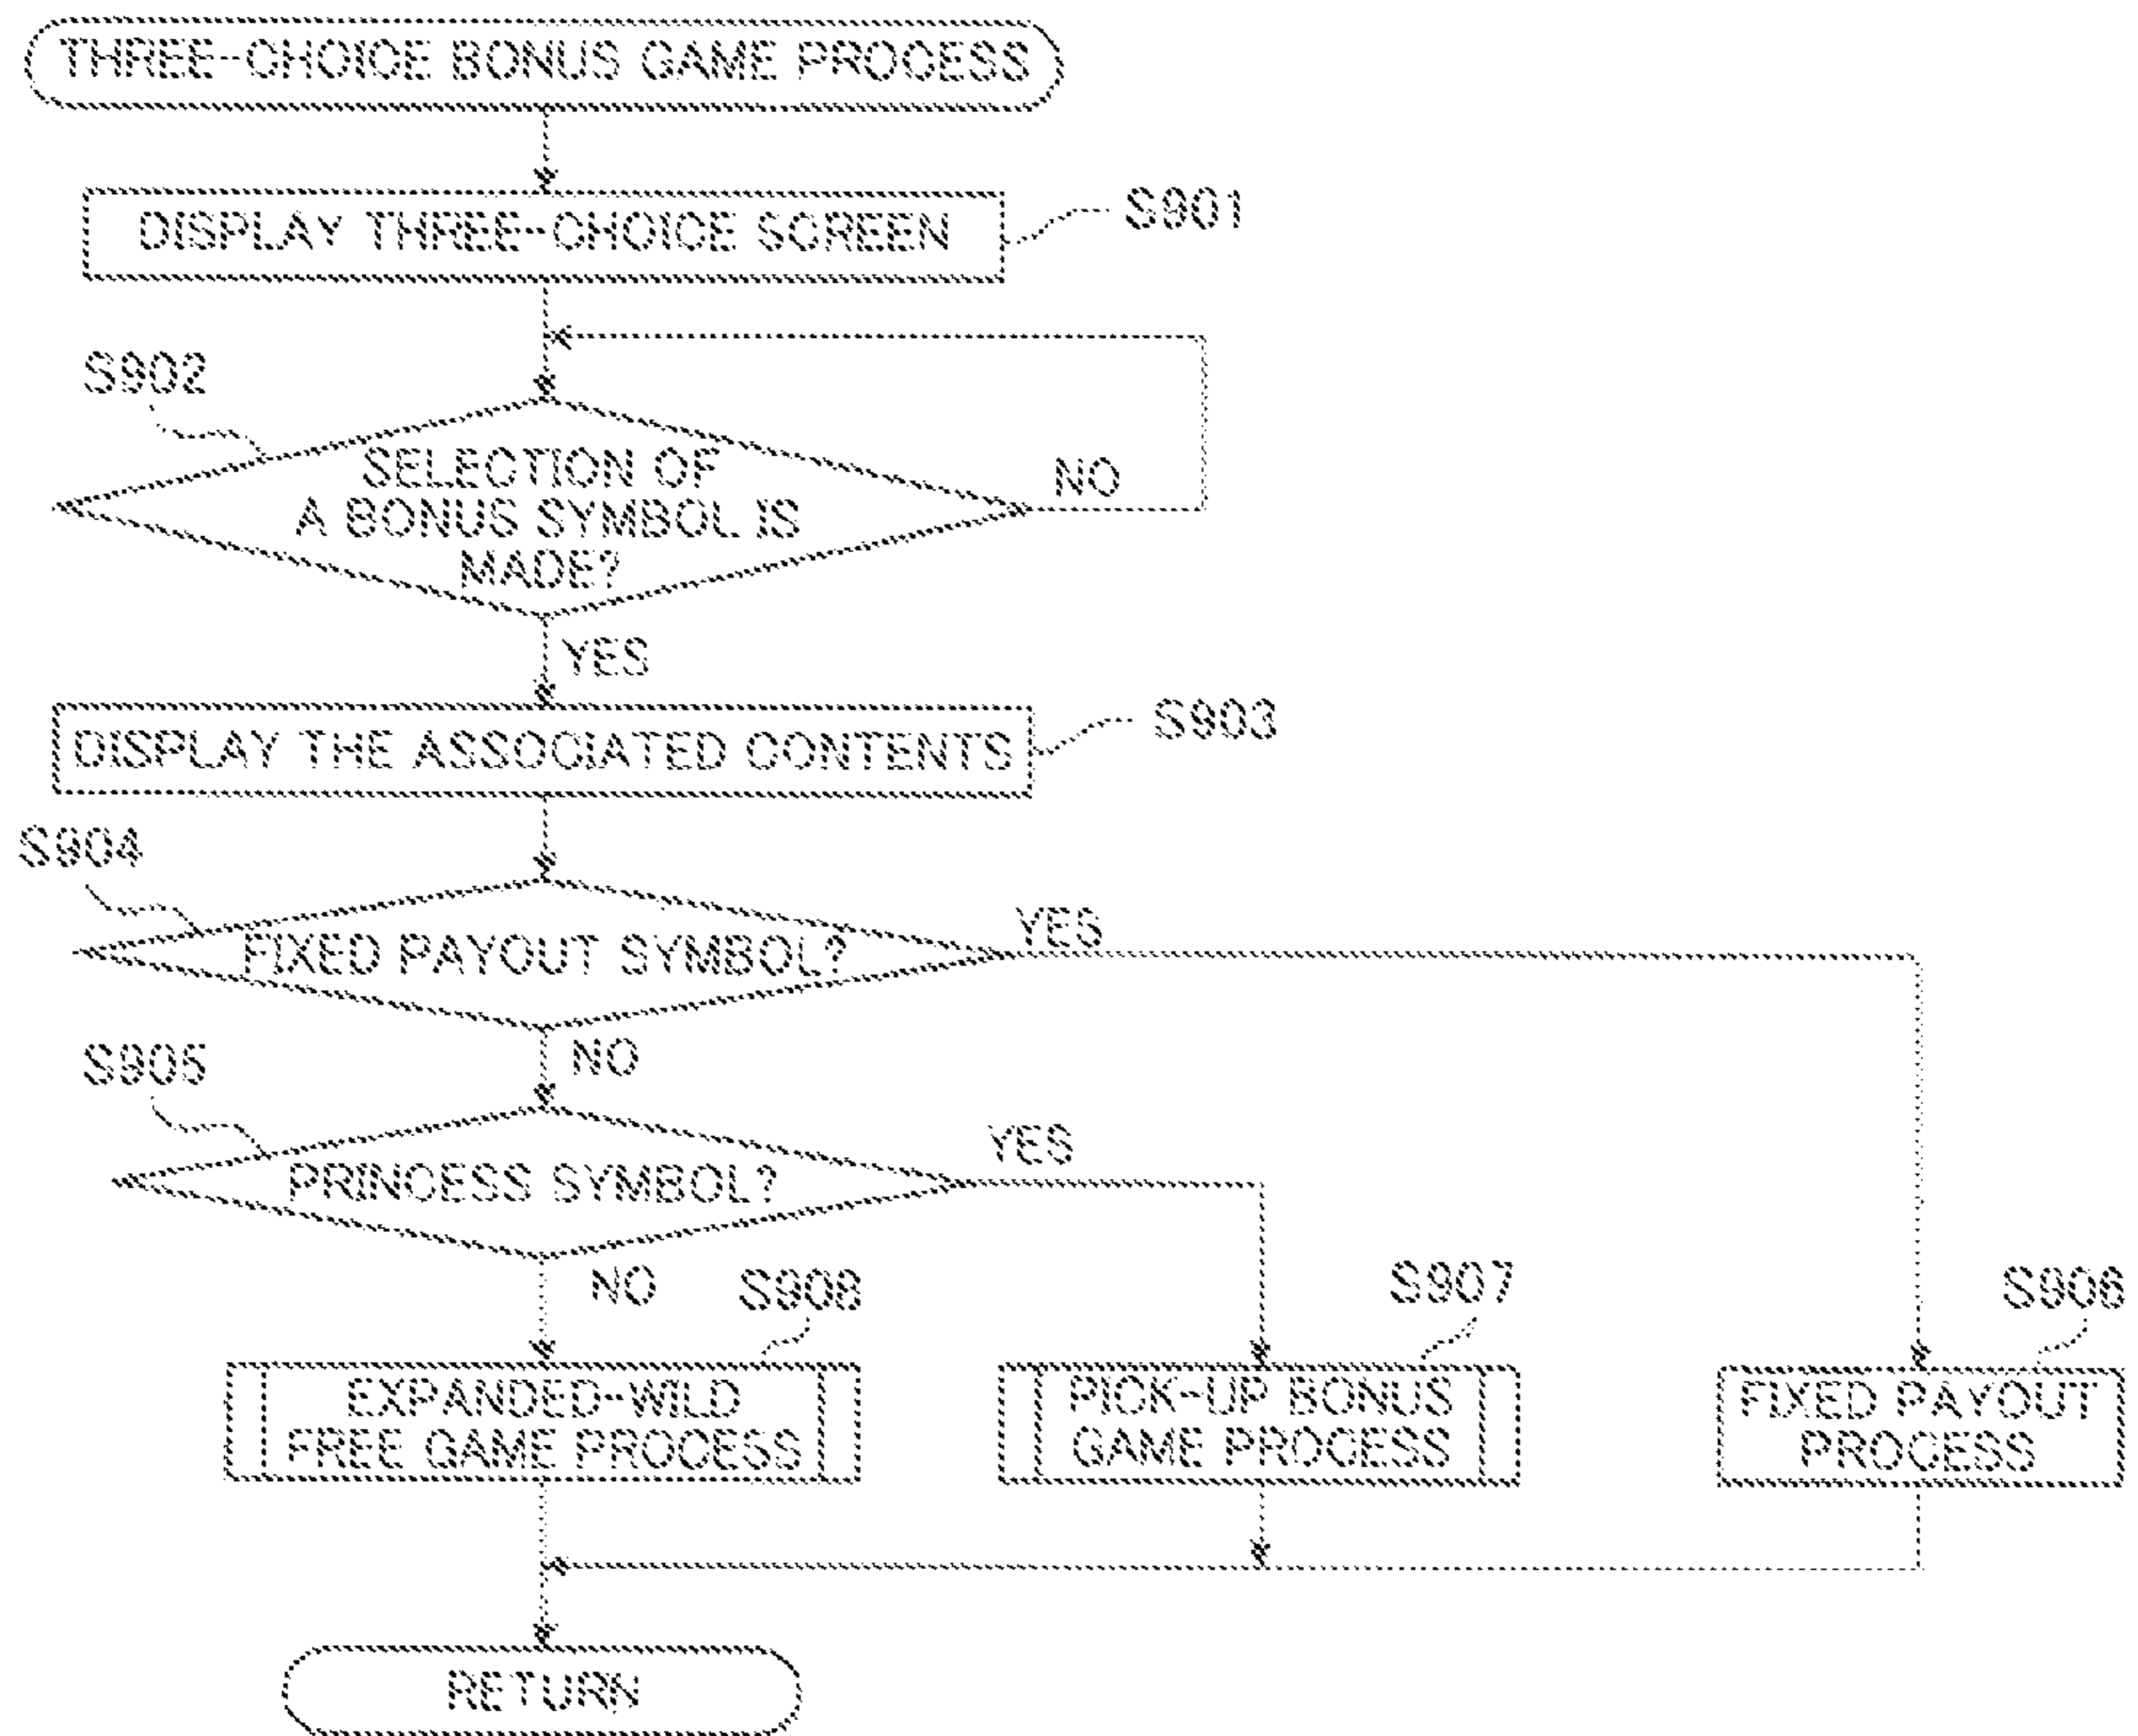 THREE-CHOICE BONUS GAME PROCESS
DISPLAY THREE-CHOICE SCREEN
S901
S902
SELECTION OF
A BONUS SYMBOL IS
MADE?
NO
YES
DISPLAY THE ASSOCIATED CONTENTS
S903
S904
FIXED PAYOUT SYMBOL?
YES
NO
S905
PRINCESS SYMBOL?
YES
NO
S908
S907
S906
EXPANDED-WILD
FREE GAME PROCESS
PICK-UP BONUS
GAME PROCESS
FIXED PAYOUT
PROCESS
RETURN